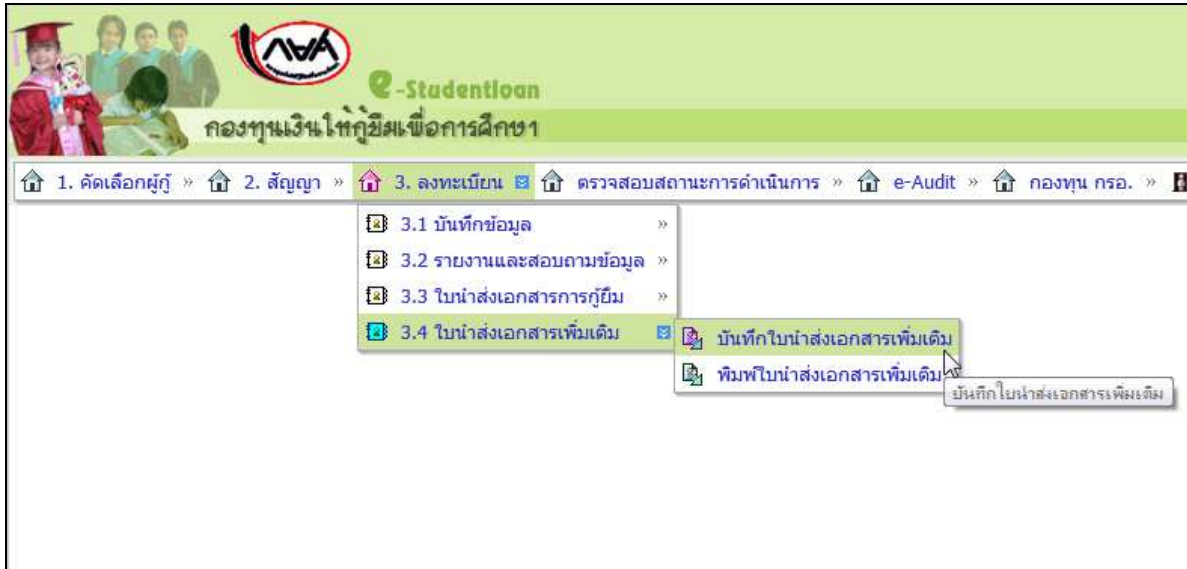 กยศ
e-Studentloan
กองทุนเงินให้กู้ยืมเพื่อการศึกษา
1. คัดเลือกผู้กู้ » 2. สัญญา » 3. ลงทะเบียน ตรวจสอบสถานะการดำเนินการ » e-Audit » กองทุน กรอ. »
3.1 บันทึกข้อมูล »
3.2 รายงานและสอบถามข้อมูล »
3.3 ใบนำส่งเอกสารการกู้ยืม »
3.4 ใบนำส่งเอกสารเพิ่มเติม
บันทึกใบนำส่งเอกสารเพิ่มเติม
พิมพ์ใบนำส่งเอกสารเพิ่มเติม
บันทึกใบนำส่งเอกสารเพิ่มเติม